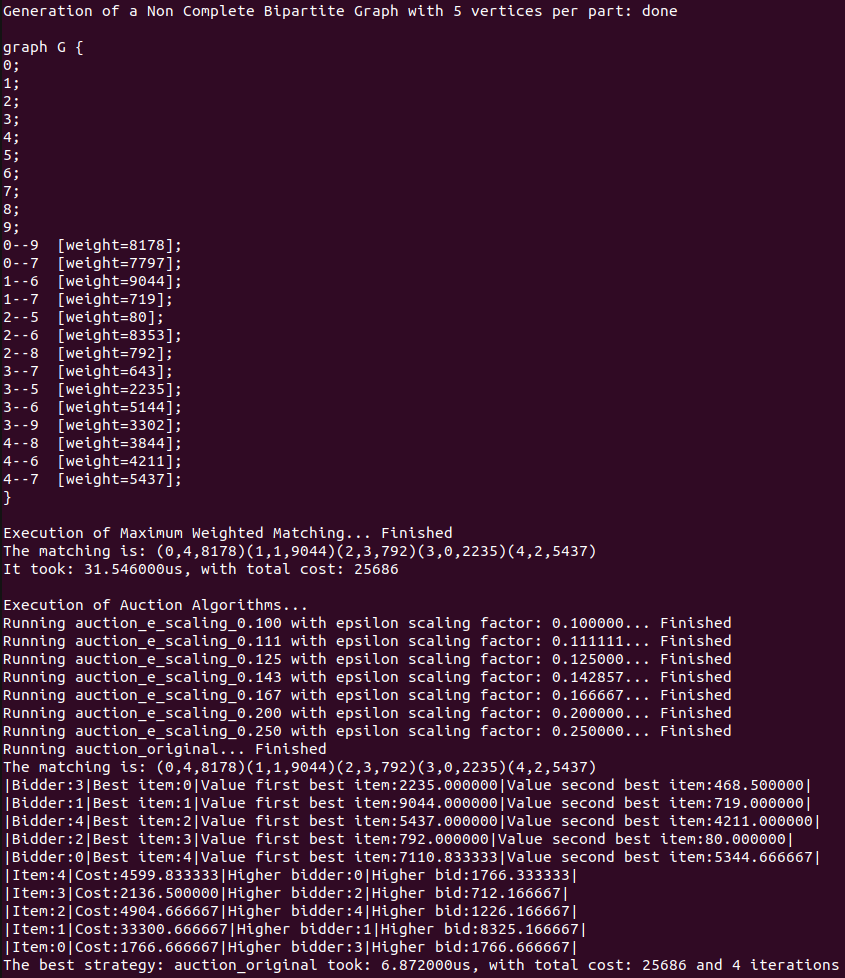 Generation of a Non Complete Bipartite Graph with 5 vertices per part: done
graph G {
0;
1;
2;
3;
4;
5;
6;
7;
8;
9;
0--9  [weight=8178];
0--7  [weight=7797];
1--6  [weight=9044];
1--7  [weight=719];
2--5  [weight=80];
2--6  [weight=8353];
2--8  [weight=792];
3--7  [weight=643];
3--5  [weight=2235];
3--6  [weight=5144];
3--9  [weight=3302];
4--8  [weight=3844];
4--6  [weight=4211];
4--7  [weight=5437];
}
Execution of Maximum Weighted Matching... Finished
The matching is: (0,4,8178)(1,1,9044)(2,3,792)(3,0,2235)(4,2,5437)
It took: 31.546000us, with total cost: 25686
Execution of Auction Algorithms...
Running auction_e_scaling_0.100 with epsilon scaling factor: 0.100000... Finished
Running auction_e_scaling_0.111 with epsilon scaling factor: 0.111111... Finished
Running auction_e_scaling_0.125 with epsilon scaling factor: 0.125000... Finished
Running auction_e_scaling_0.143 with epsilon scaling factor: 0.142857... Finished
Running auction_e_scaling_0.167 with epsilon scaling factor: 0.166667... Finished
Running auction_e_scaling_0.200 with epsilon scaling factor: 0.200000... Finished
Running auction_e_scaling_0.250 with epsilon scaling factor: 0.250000... Finished
Running auction_original... Finished
The matching is: (0,4,8178)(1,1,9044)(2,3,792)(3,0,2235)(4,2,5437)
|Bidder:3|Best item:0|Value first best item:2235.000000|Value second best item:468.500000|
|Bidder:1|Best item:1|Value first best item:9044.000000|Value second best item:719.000000|
|Bidder:4|Best item:2|Value first best item:5437.000000|Value second best item:4211.000000|
|Bidder:2|Best item:3|Value first best item:792.000000|Value second best item:80.000000|
|Bidder:0|Best item:4|Value first best item:7110.833333|Value second best item:5344.666667|
|Item:4|Cost:4599.833333|Higher bidder:0|Higher bid:1766.333333|
|Item:3|Cost:2136.500000|Higher bidder:2|Higher bid:712.166667|
|Item:2|Cost:4904.666667|Higher bidder:4|Higher bid:1226.166667|
|Item:1|Cost:33300.666667|Higher bidder:1|Higher bid:8325.166667|
|Item:0|Cost:1766.666667|Higher bidder:3|Higher bid:1766.666667|
The best strategy: auction_original took: 6.872000us, with total cost: 25686 and 4 iterations